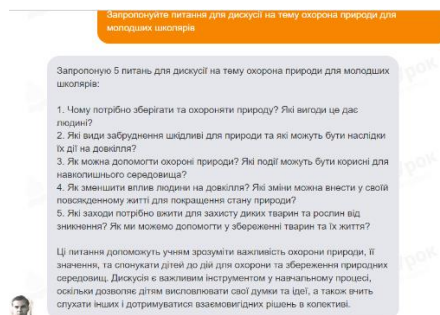 Запропонуйте питання для дискусії на тему охорона природи для
молодших школярів
Запропоную 5 питань для дискусії на тему охорона природи для молодших
школярів:
1. Чому потрібно зберігати та охороняти природу? Які вигоди це дає
людині?
2. Які види забруднення шкідливі для природи та які можуть бути наслідки
їх дії на довкілля?
3. Як можна допомогти охороні природи? Які події можуть бути корисні для
навколишнього середовища?
4. Як зменшити вплив людини на довкілля? Які зміни можна внести у своїй
повсякденному житті для покращення стану природи?
5. Які заходи потрібно вжити для захисту диких тварин та рослин від
зникнення? Як ми можемо допомогти у збереженні тварин та їх життя?
Ці питання допоможуть учням зрозуміти важливість охорони природи, її
значення, та спонукати дітей до дій для охорони та збереження природних
середовищ. Дискусія є важливим інструментом у навчальному процесі,
оскільки дозволяє дітям висловлювати свої думки та ідеї, а також вчить
слухати інших і дотримуватися взаємовигідних рішень в колективі.